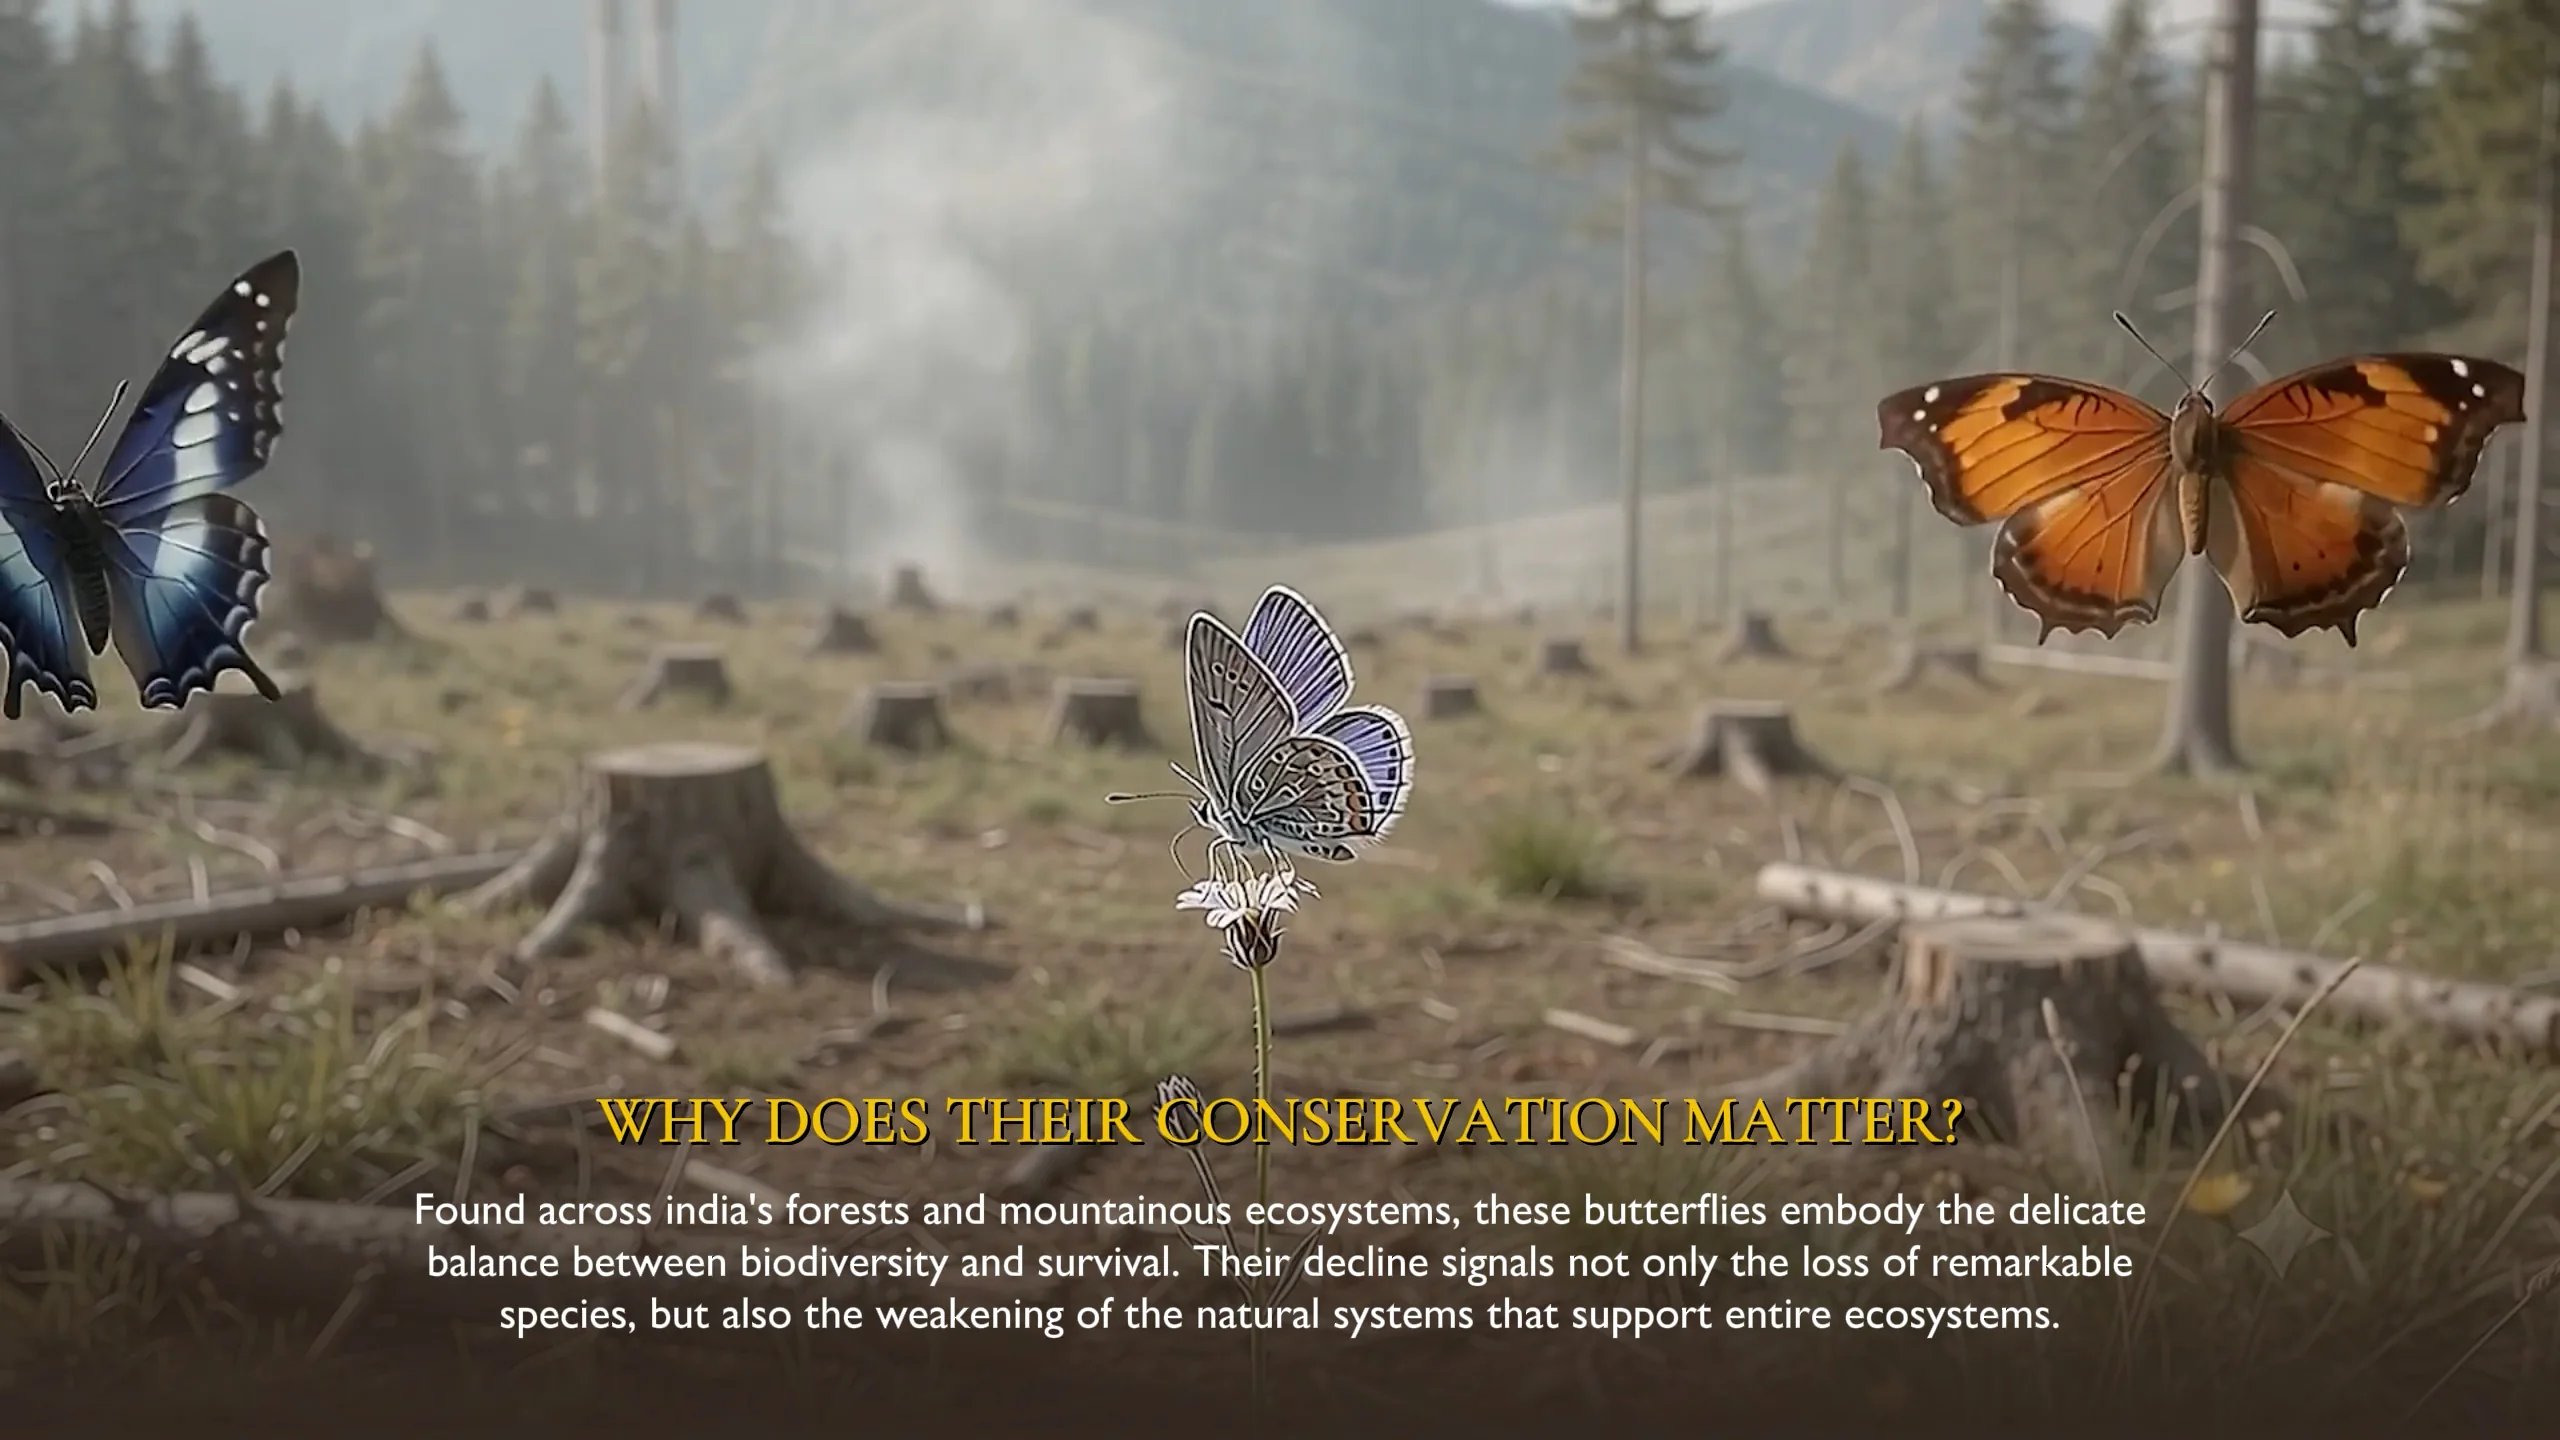 WHY DOES THEIR CONSERVATION MATTER?
Found across india's forests and mountainous ecosystems, these butterflies embody the delicate
balance between biodiversity and survival. Their decline signals not only the loss of remarkable
species, but also the weakening of the natural systems that support entire ecosystems.